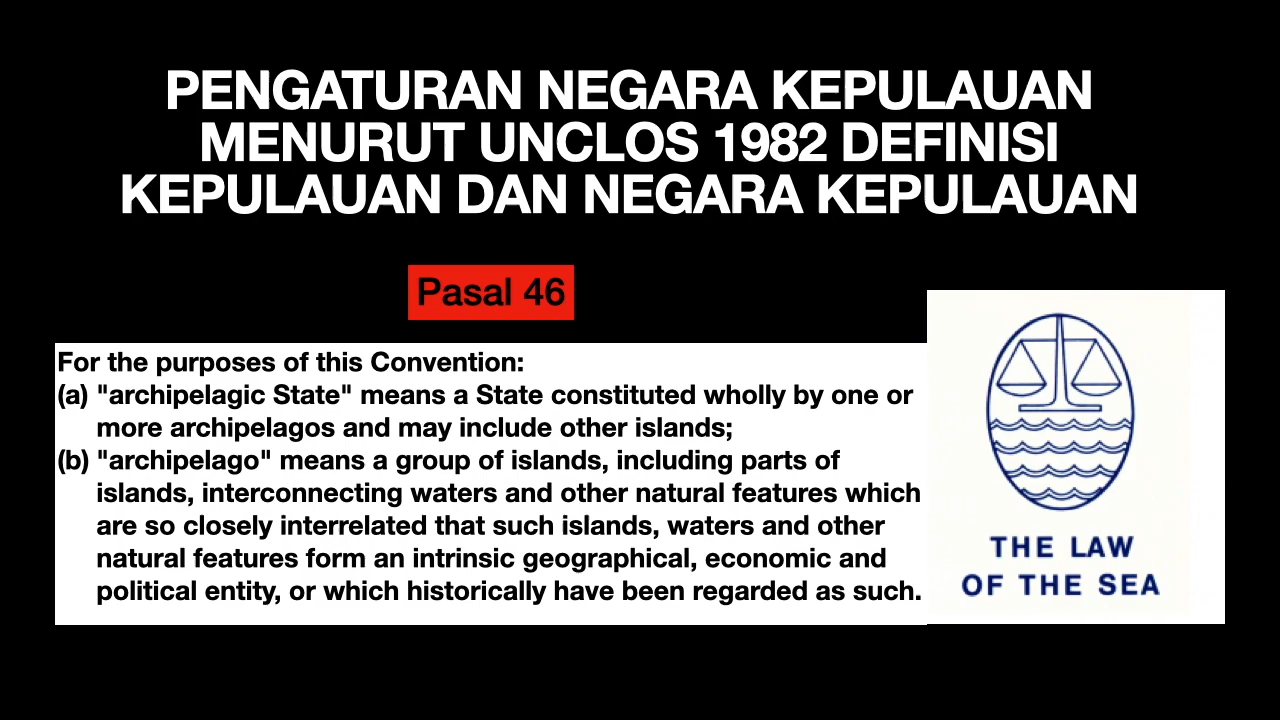 PENGATURAN NEGARA KEPULAUAN
MENURUT UNCLOS 1982 DEFINISI
KEPULAUAN DAN NEGARA KEPULAUAN
Pasal 46
For the purposes of this Convention:
(a) "archipelagic State" means a State constituted wholly by one or
more archipelagos and may include other islands;
(b) "archipelago" means a group of islands, including parts of
islands, interconnecting waters and other natural features which
are so closely interrelated that such islands, waters and other
natural features form an intrinsic geographical, economic and
political entity, or which historically have been regarded as such.
THE LAW
OF THE SEA